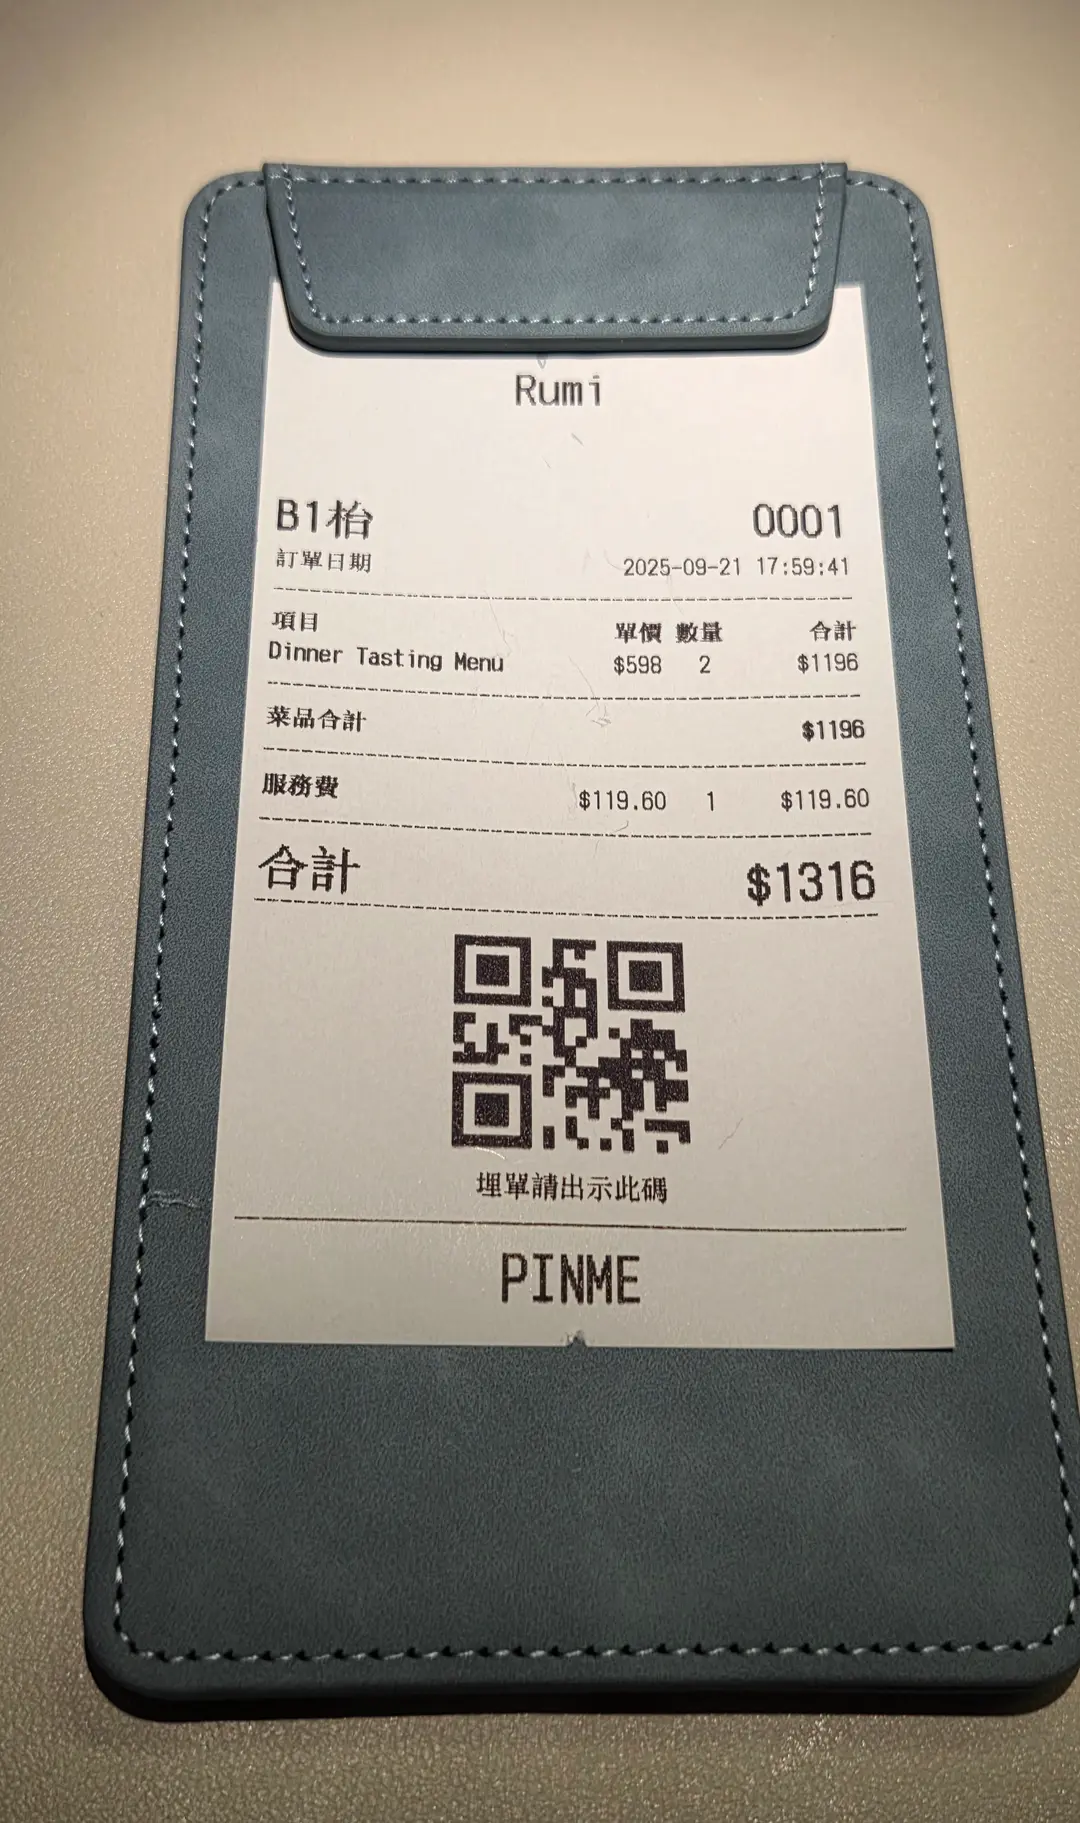 Rumi
B1枱 0001
訂單日期 2025-09-21 17:59:41
項目 單價 數量 合計
Dinner Tasting Menu $598 2 $1196
菜品合計 $1196
服務費 $119.60 1 $119.60
合計 $1316
埋單請出示此碼
PINME